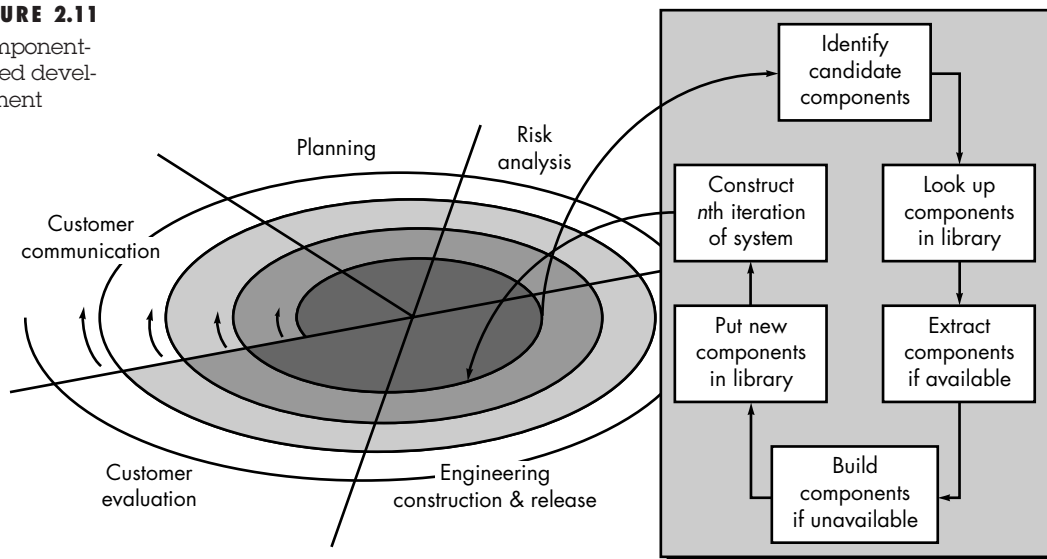 URE 2.11
mponent-
ed devel-
ment
Planning
Risk
analysis
Customer
communication
Customer
evaluation
Engineering
construction & release
Identify
candidate
components
Look up
components
in library
Extract
components
if available
Build
components
if unavailable
Put new
components
in library
Construct
nth iteration
of system